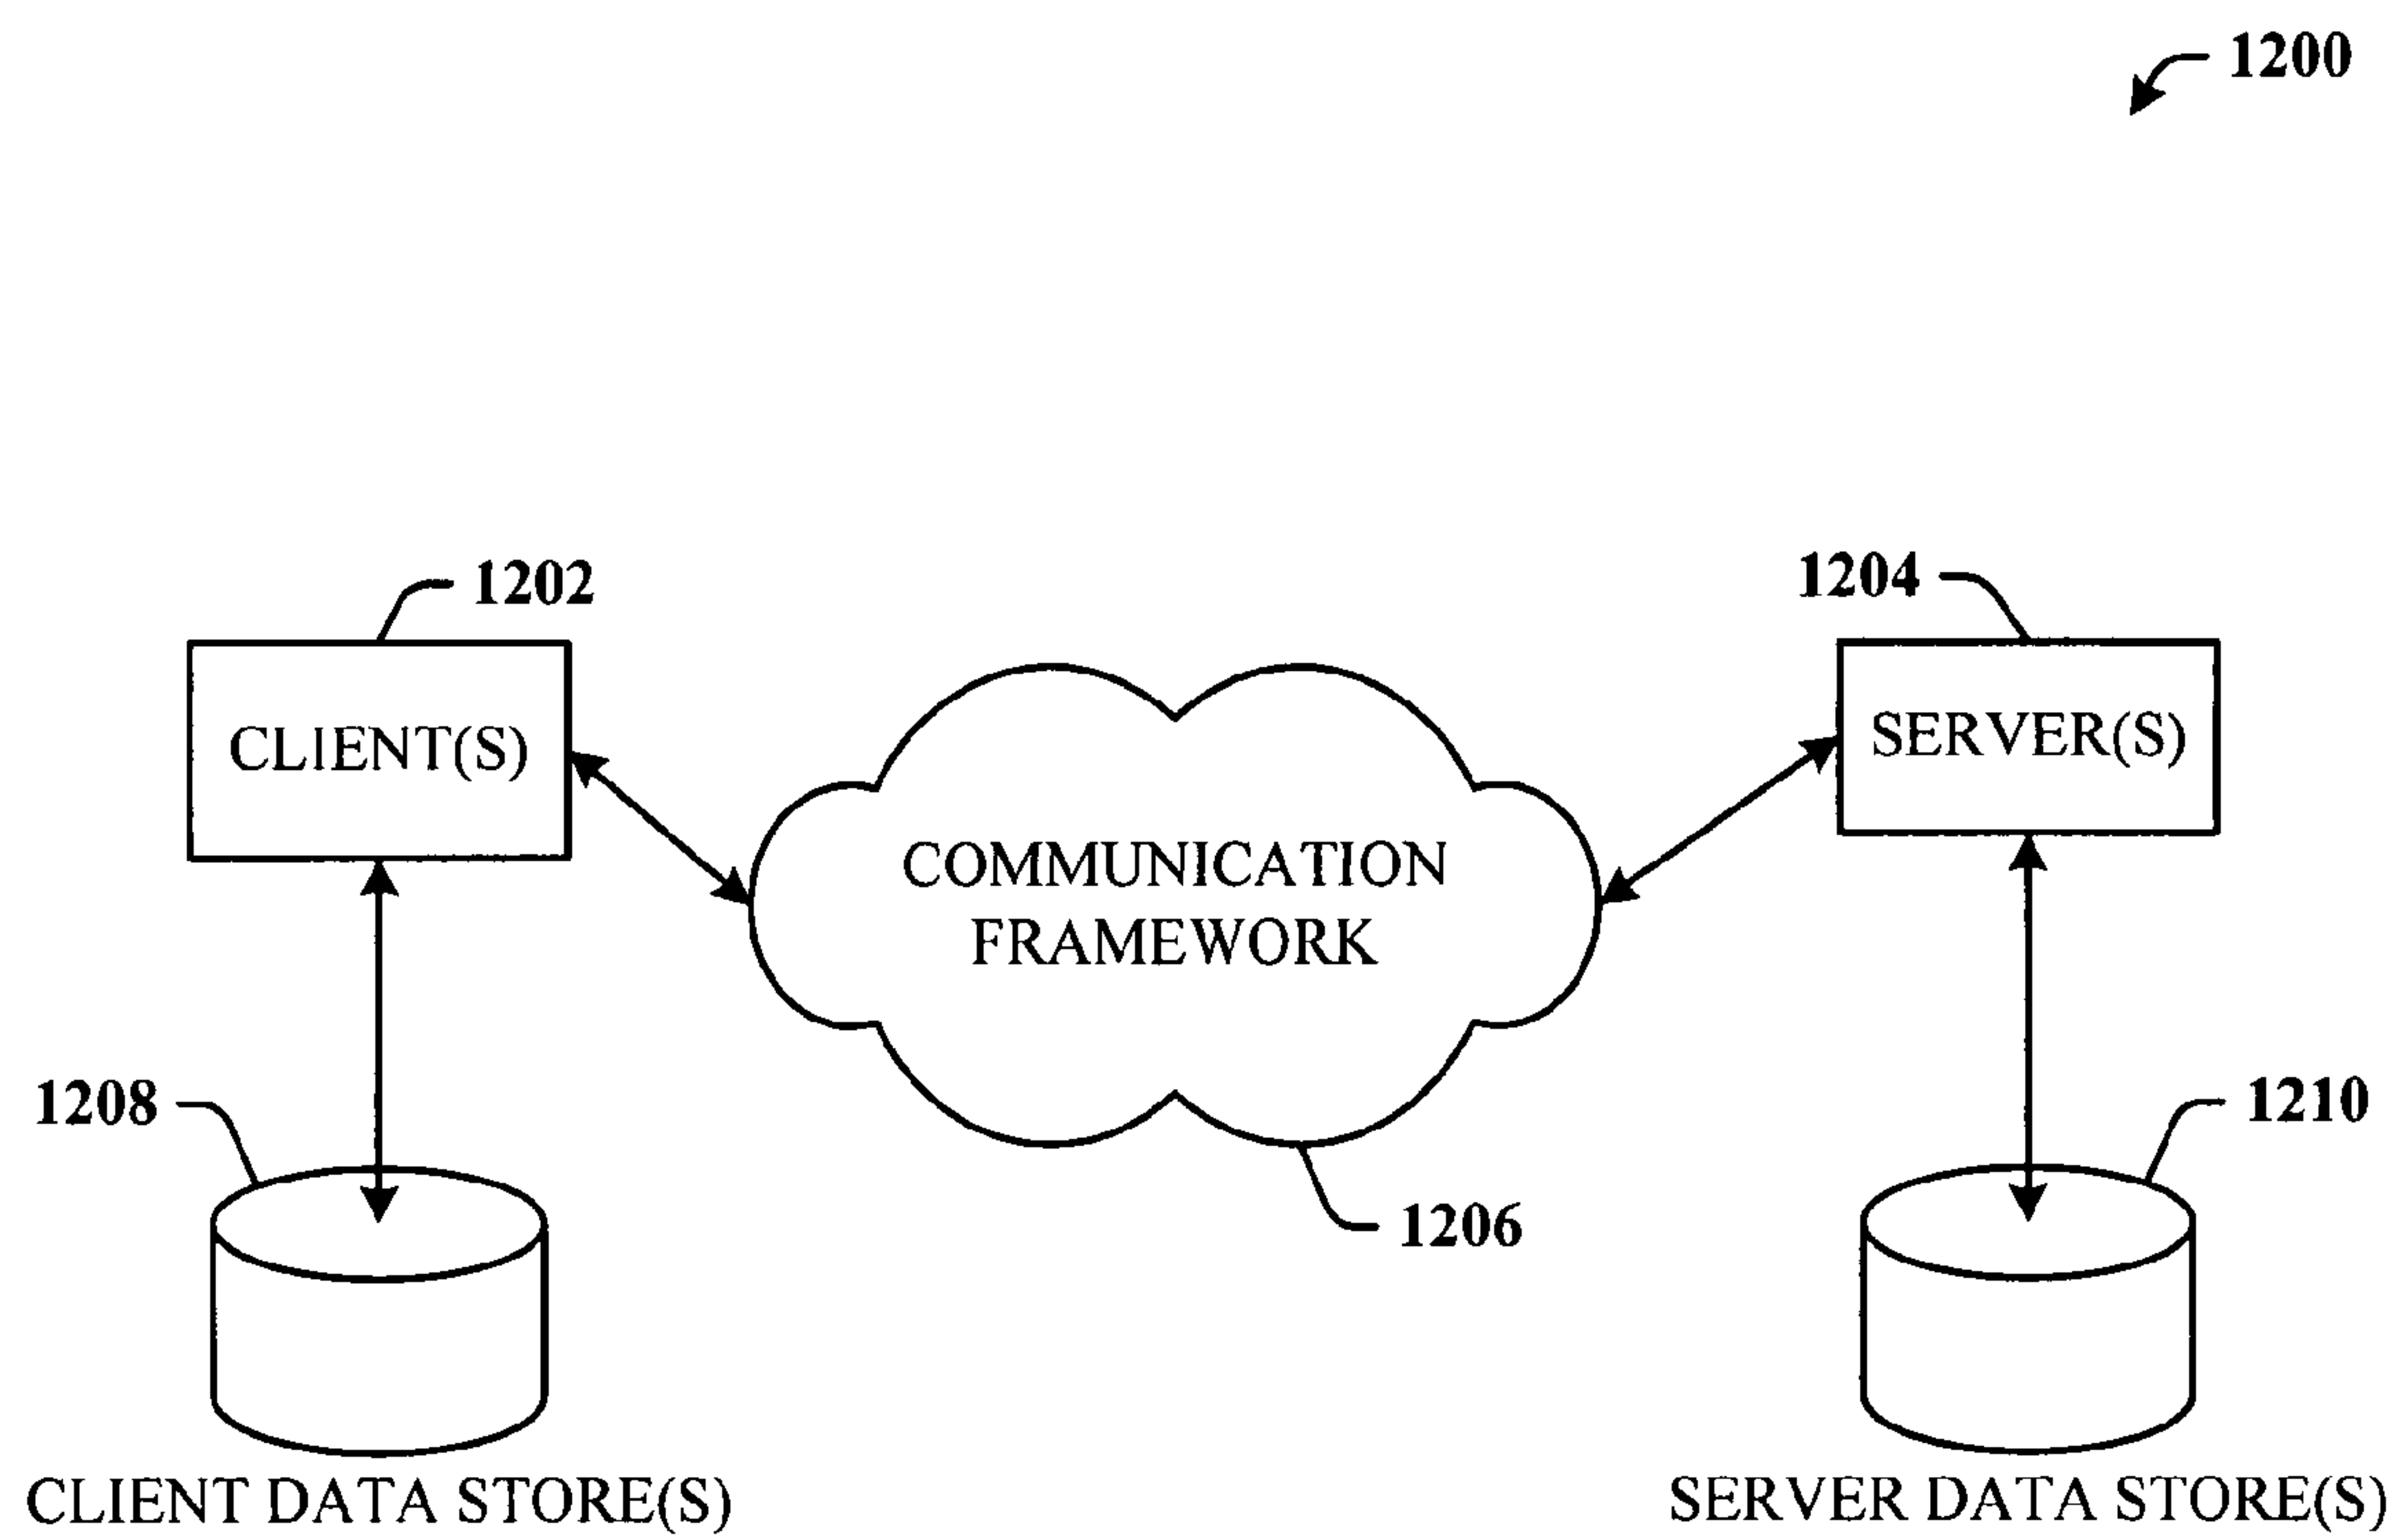 1200
1202
1204
CLIENT(S)
SERVER(S)
COMMUNICATION
FRAMEWORK
1208
1210
1206
CLIENT DATA STORE(S)
SERVER DATA STORE(S)